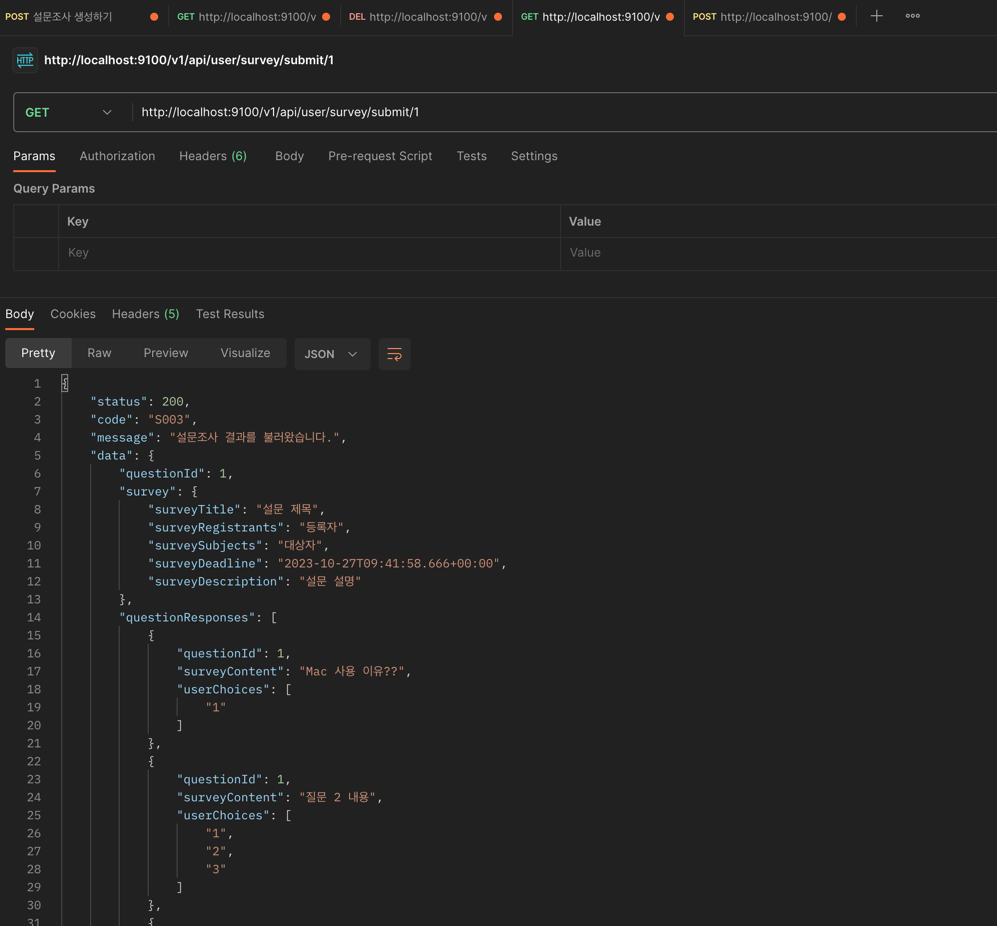 POST 설문조사 생성하기 GET http://localhost:9100/v DEL http://localhost:9100/v GET http://localhost:9100/v POST http://localhost:9100/
HTTP http://localhost:9100/v1/api/user/survey/submit/1
GET http://localhost:9100/v1/api/user/survey/submit/1
Params Authorization Headers (6) Body Pre-request Script Tests Settings
Query Params
Key Value
Key Value
Body Cookies Headers (5) Test Results
Pretty Raw Preview Visualize JSON
1 {
2 "status": 200,
3 "code": "S003",
4 "message": "설문조사 결과를 불러왔습니다.",
5 "data": {
6 "questionId": 1,
7 "survey": {
8 "surveyTitle": "설문 제목",
9 "surveyRegistrants": "등록자",
10 "surveySubjects": "대상자",
11 "surveyDeadline": "2023-10-27T09:41:58.666+00:00",
12 "surveyDescription": "설문 설명"
13 },
14 "questionResponses": [
15 {
16 "questionId": 1,
17 "surveyContent": "Mac 사용 이유??",
18 "userChoices": [
19 "1"
20 ]
21 },
22 {
23 "questionId": 1,
24 "surveyContent": "질문 2 내용",
25 "userChoices": [
26 "1",
27 "2",
28 "3"
29 ]
30 },
31 {